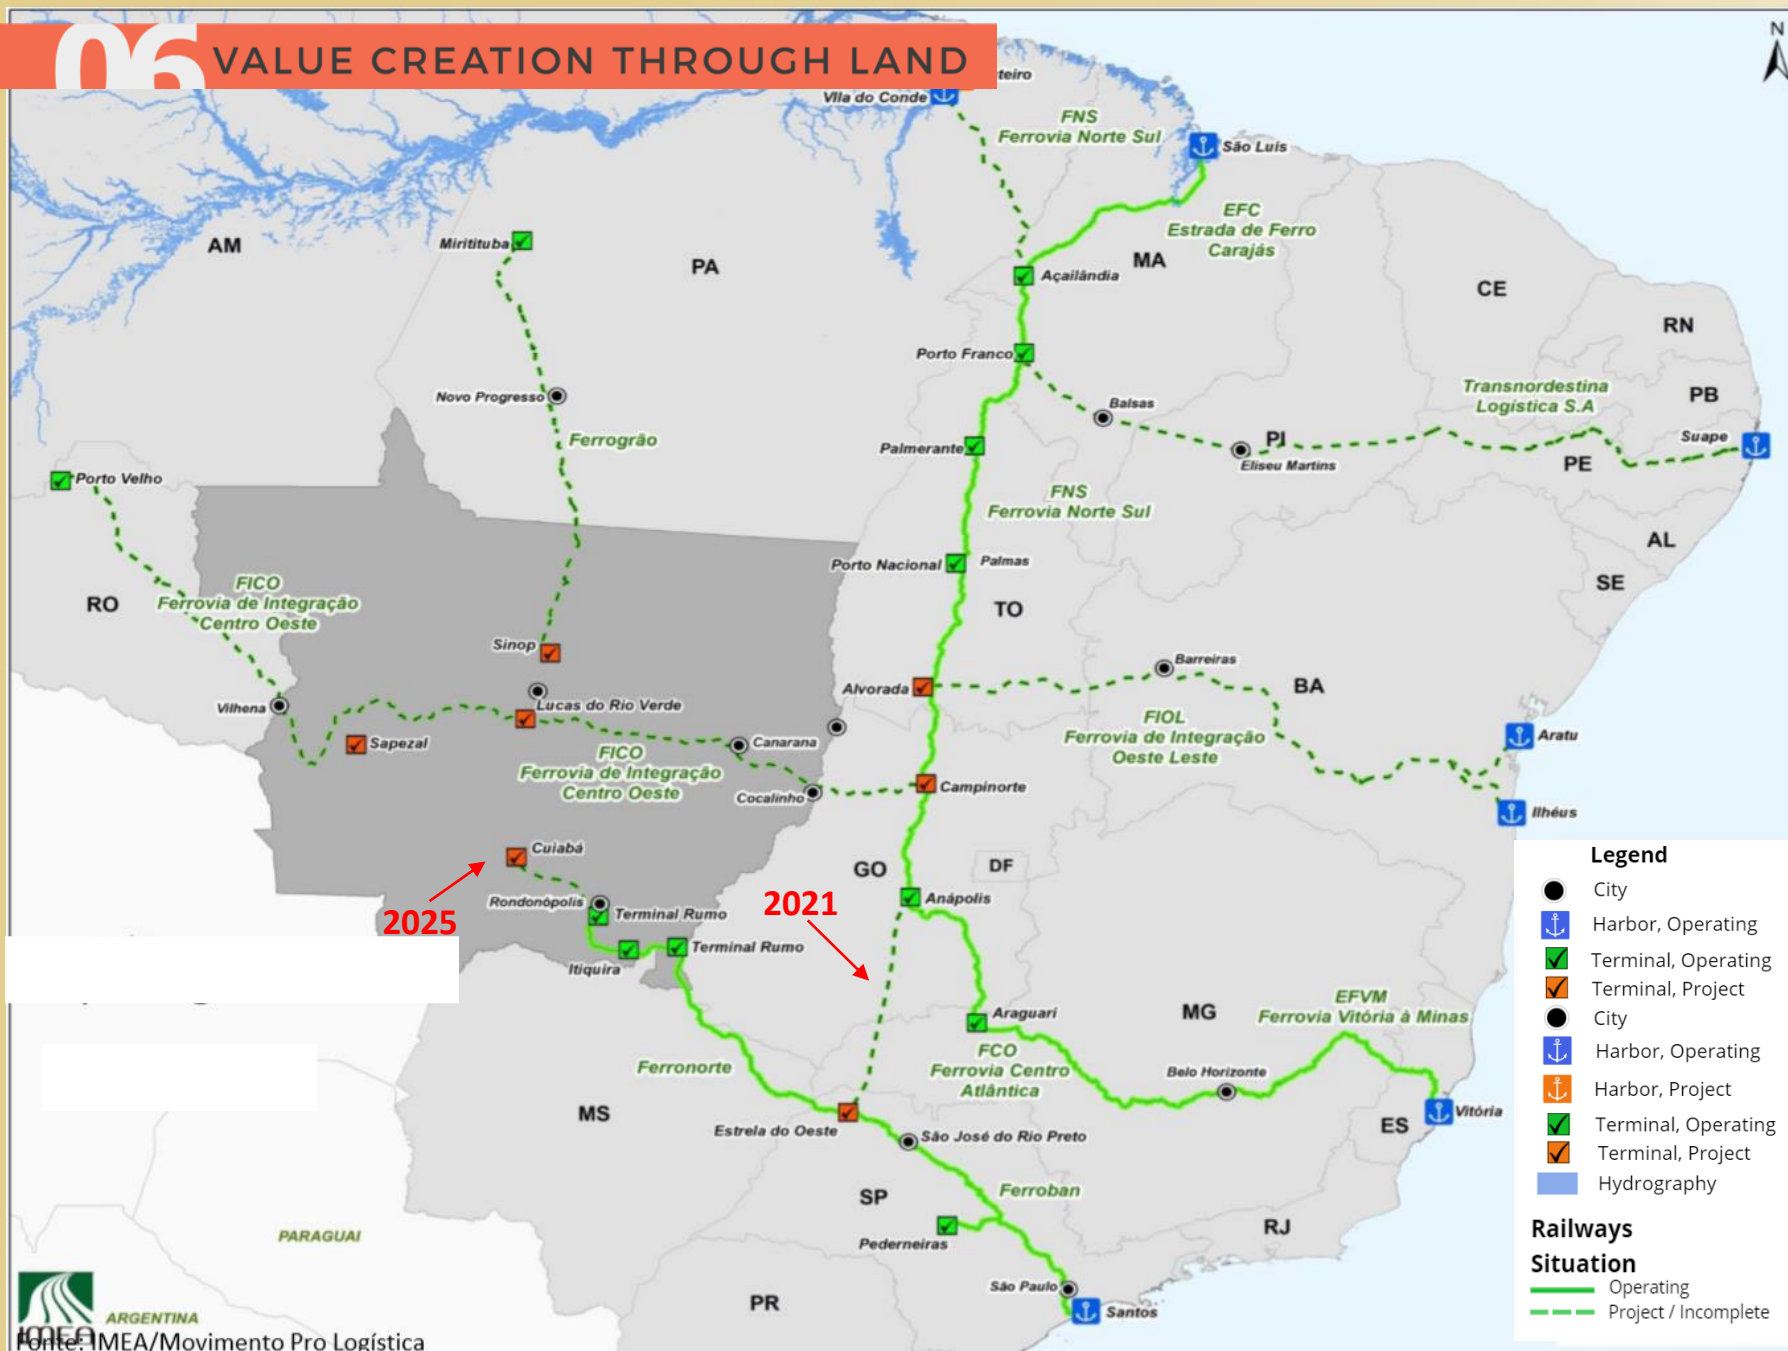 06 VALUE CREATION THROUGH LAND
N
teiro
Vila do Conde
FNS
Ferrovia Norte Sul
São Luis
EFC
Estrada de Ferro
Carajás
AM
Miritituba
PA
MA
Açailândia
CE
RN
Porto Franco
Transnordestina
Logística S.A
PB
Novo Progresso
Balsas
Ferrogrão
Palmerante
PI
Eliseu Martins
Suape
PE
Porto Velho
FNS
Ferrovia Norte Sul
AL
Porto Nacional
Palmas
SE
RO
FICO
Ferrovia de Integração
Centro Oeste
TO
Sinop
Barreiras
Alvorada
BA
Vilhena
Lucas do Rio Verde
Sapezal
FICO
Ferrovia de Integração
Centro Oeste
Canarana
FIOL
Ferrovia de Integração
Oeste Leste
Aratu
Cocalinho
Campinorte
Ilhéus
Cuiabá
GO
DF
2025
Rondonópolis
Terminal Rumo
2021
Anápolis
Itiquira
Terminal Rumo
Araguari
MG
EFVM
Ferrovia Vitória à Minas
FCO
Ferrovia Centro
Atlântica
Ferronorte
Belo Horizonte
MS
Estrela do Oeste
São José do Rio Preto
ES
Vitória
SP
Ferroban
Pederneiras
RJ
PARAGUAI
São Paulo
Santos
PR
ARGENTINA
IMEA
Fonte: IMEA/Movimento Pro Logística
Legend
City
Harbor, Operating
Terminal, Operating
Terminal, Project
City
Harbor, Operating
Harbor, Project
Terminal, Operating
Terminal, Project
Hydrography
Railways
Situation
Operating
Project / Incomplete